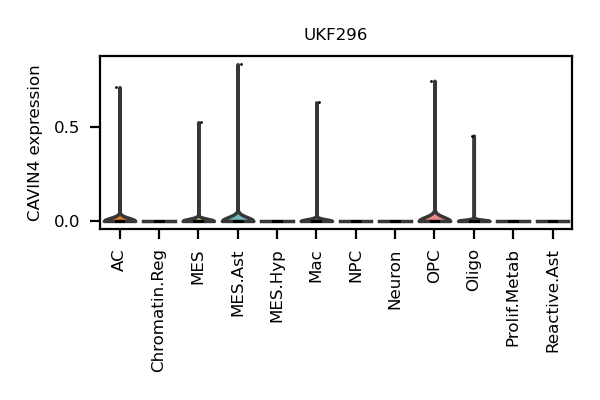 UKF296
CAVIN4 expression
0.5
0.0
AC
Chromatin.Reg
MES
MES.Ast
MES.Hyp
Mac
NPC
Neuron
OPC
Oligo
Prolif.Metab
Reactive.Ast